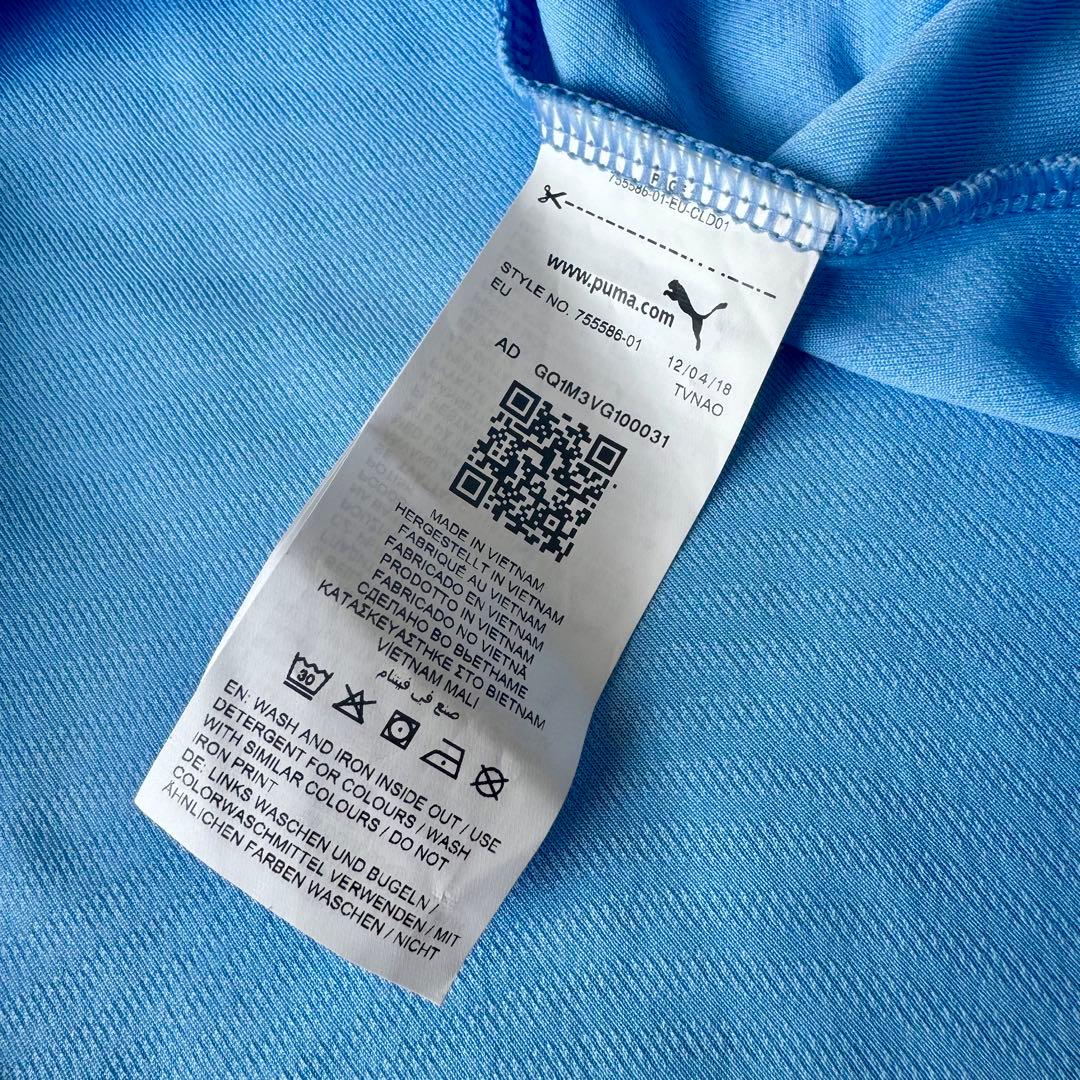 PAGE
755586-01-EU-CLD01
www.puma.com
STYLE NO. 755586-01
EU
12/04/18
TVNAO
AD GQ1M3VG100031
MADE IN VIETNAM
HERGESTELLT IN VIETNAM
FABRIQUÉ AU VIETNAM
FABRICADO EN VIETNAM
PRODOTTO IN VIETNAM
FABRICADO NO VIETNÃ
СДЕЛАНО ВО ВЬЕТНАМЕ
ΚΑΤΑΣΚΕΥΑΣΤΗΚΕ ΣΤΟ ΒΙΕΤΝΑΜ
VIETNAM MALI
صنع في فيتنام
30
EN: WASH AND IRON INSIDE OUT / USE
DETERGENT FOR COLOURS / WASH
WITH SIMILAR COLOURS / DO NOT
IRON PRINT
DE: LINKS WASCHEN UND BÜGELN /
COLORWASCHMITTEL VERWENDEN / MIT
ÄHNLICHEN FARBEN WASCHEN / NICHT